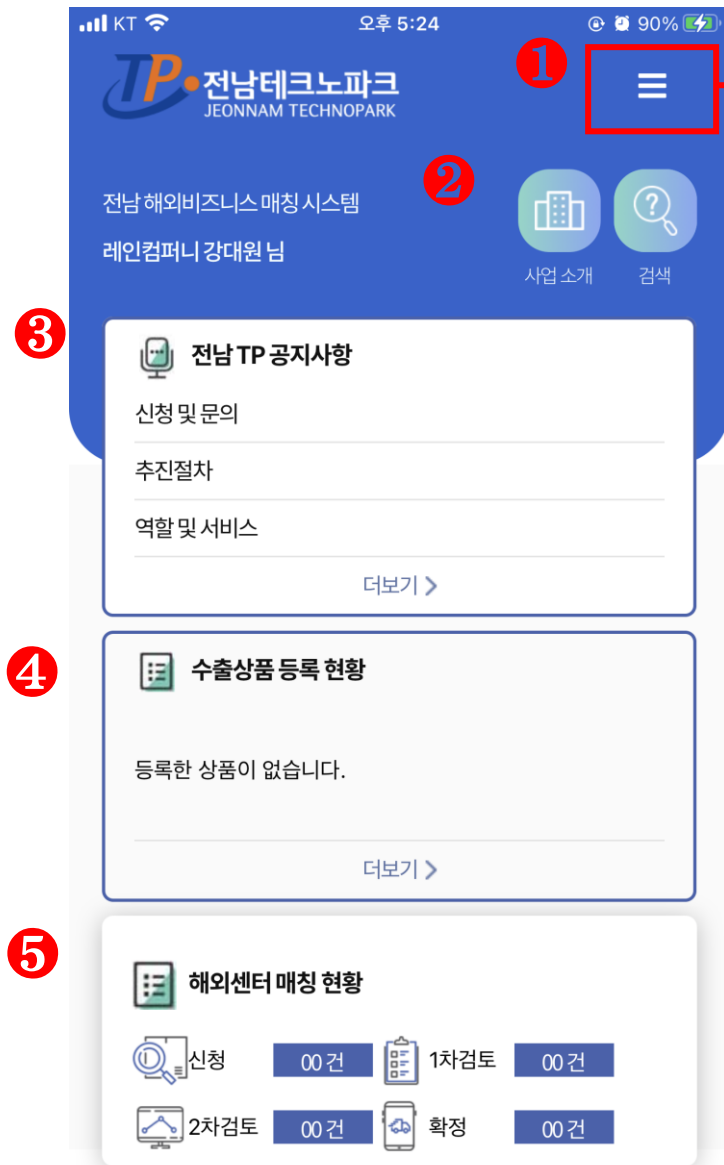 KT 오후 5:24 90%
1
TP 전남테크노파크
JEONNAM TECHNOPARK
2
전남 해외비즈니스 매칭 시스템
레인컴퍼니 강대원 님
사업 소개 검색
3
전남 TP 공지사항
신청 및 문의
추진절차
역할 및 서비스
더보기 >
4
수출상품 등록 현황
등록한 상품이 없습니다.
더보기 >
5
해외센터 매칭 현황
신청 00 건 1차검토 00 건
2차검토 00 건 확정 00 건